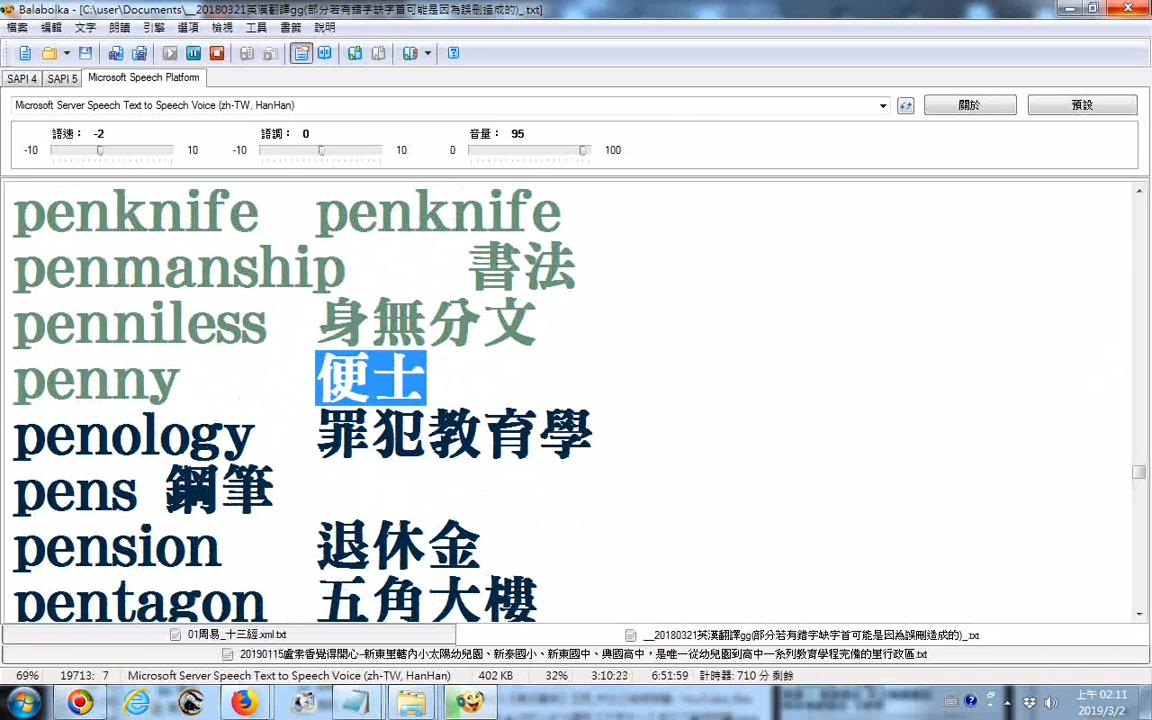 Balabolka - [C:\user\Documents\__20180321英漢翻譯gg(部分若有錯字缺字首可能是因為誤刪造成的)_.txt]
檔案 編輯 文字 朗讀 引擎 選項 檢視 工具 書籤 說明
SAPI 4 SAPI 5 Microsoft Speech Platform
Microsoft Server Speech Text to Speech Voice (zh-TW, HanHan) 關於 預設
語速： -2 語調： 0 音量： 95
-10 10 -10 10 0 100
penknife penknife
penmanship 書法
penniless 身無分文
penny 便士
penology 罪犯教育學
pens 鋼筆
pension 退休金
pentagon 五角大樓
01周易_十三經.xml.txt __20180321英漢翻譯gg(部分若有錯字缺字首可能是因為誤刪造成的)_.txt
20190115盧素香覺得開心-新東里轄內小太陽幼兒園、新泰國小、新東國中、興國高中，是唯一從幼兒園到高中一系列教育學程完備的里行政區.txt
69% 19713: 7 Microsoft Server Speech Text to Speech Voice (zh-TW, HanHan) 402 KB 32% 3:10:23 6:51:59 計時器: 710 分 剩餘
上午 02:11
2019/3/2